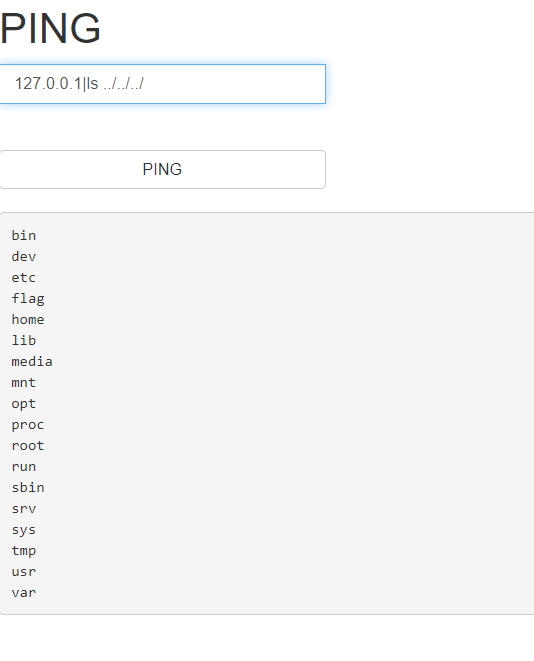 PING
127.0.0.1|ls ../../../
PING
bin
dev
etc
flag
home
lib
media
mnt
opt
proc
root
run
sbin
srv
sys
tmp
usr
var